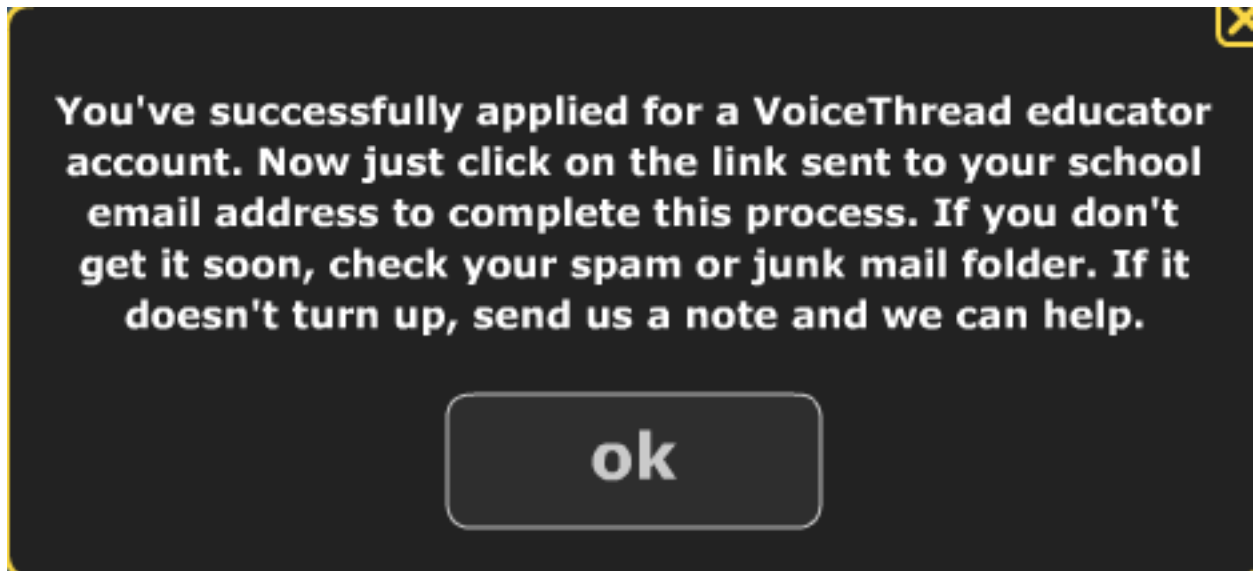 You've successfully applied for a VoiceThread educator
account. Now just click on the link sent to your school
email address to complete this process. If you don't
get it soon, check your spam or junk mail folder. If it
doesn't turn up, send us a note and we can help.
ok